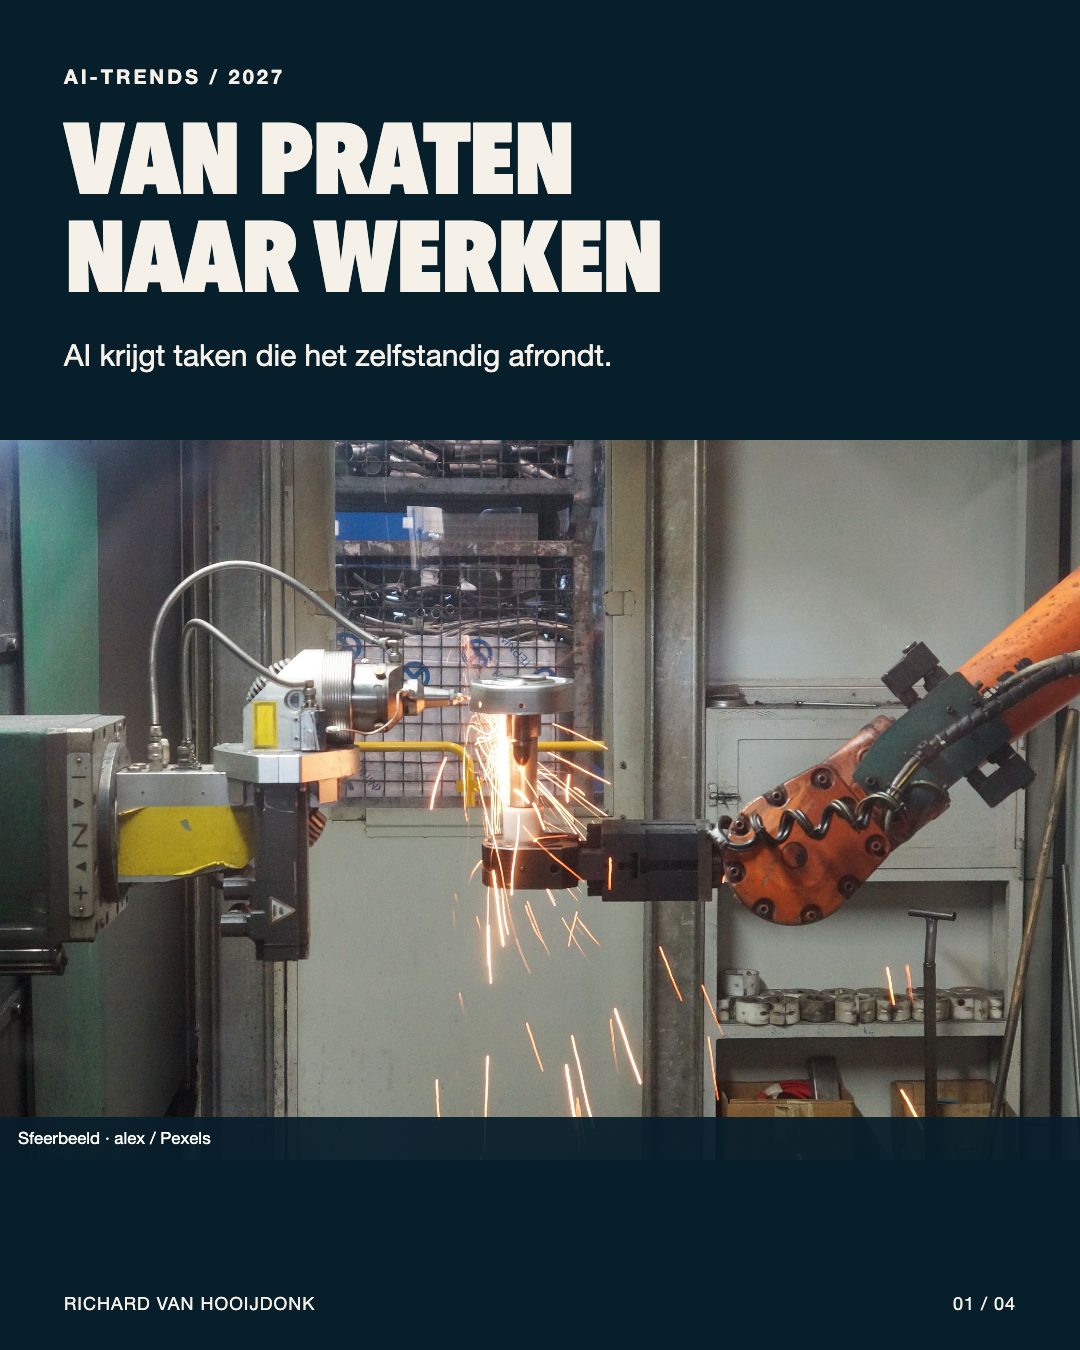 AI-TRENDS / 2027
VAN PRATEN
NAAR WERKEN
AI krijgt taken die het zelfstandig afrondt.
Sfeerbeeld · alex / Pexels
RICHARD VAN HOOIJDONK
01 / 04